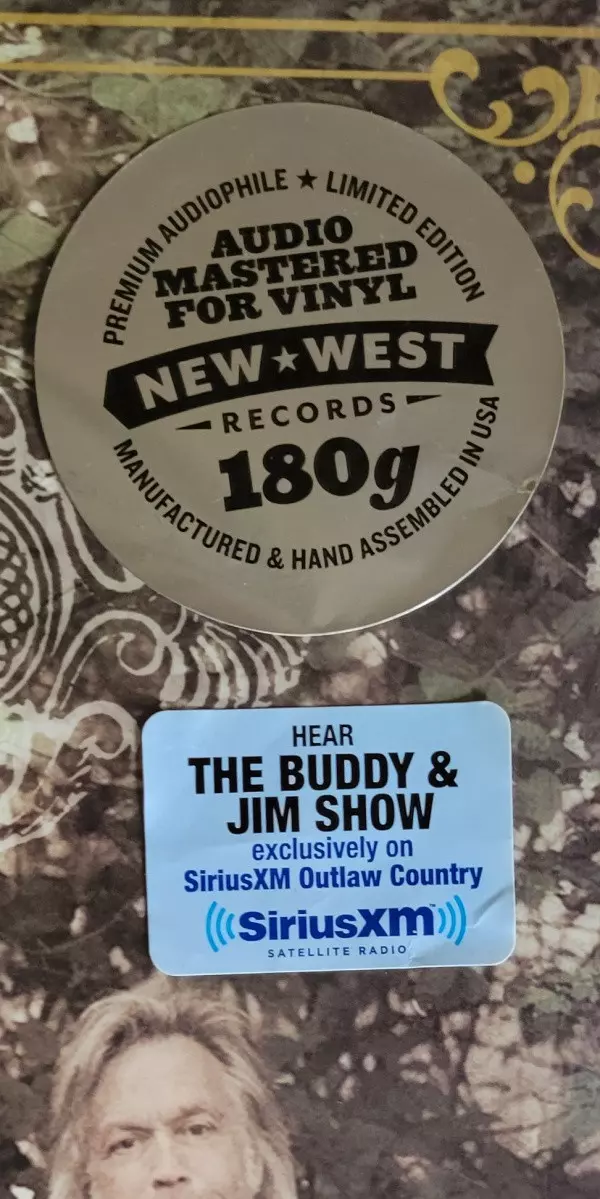 PREMIUM AUDIOPHILE ★ LIMITED EDITION
AUDIO
MASTERED
FOR VINYL
NEW★WEST
RECORDS
180g
MANUFACTURED & HAND ASSEMBLED IN USA
HEAR
THE BUDDY &
JIM SHOW
exclusively on
SiriusXM Outlaw Country
((SiriusXm))
SATELLITE RADIO